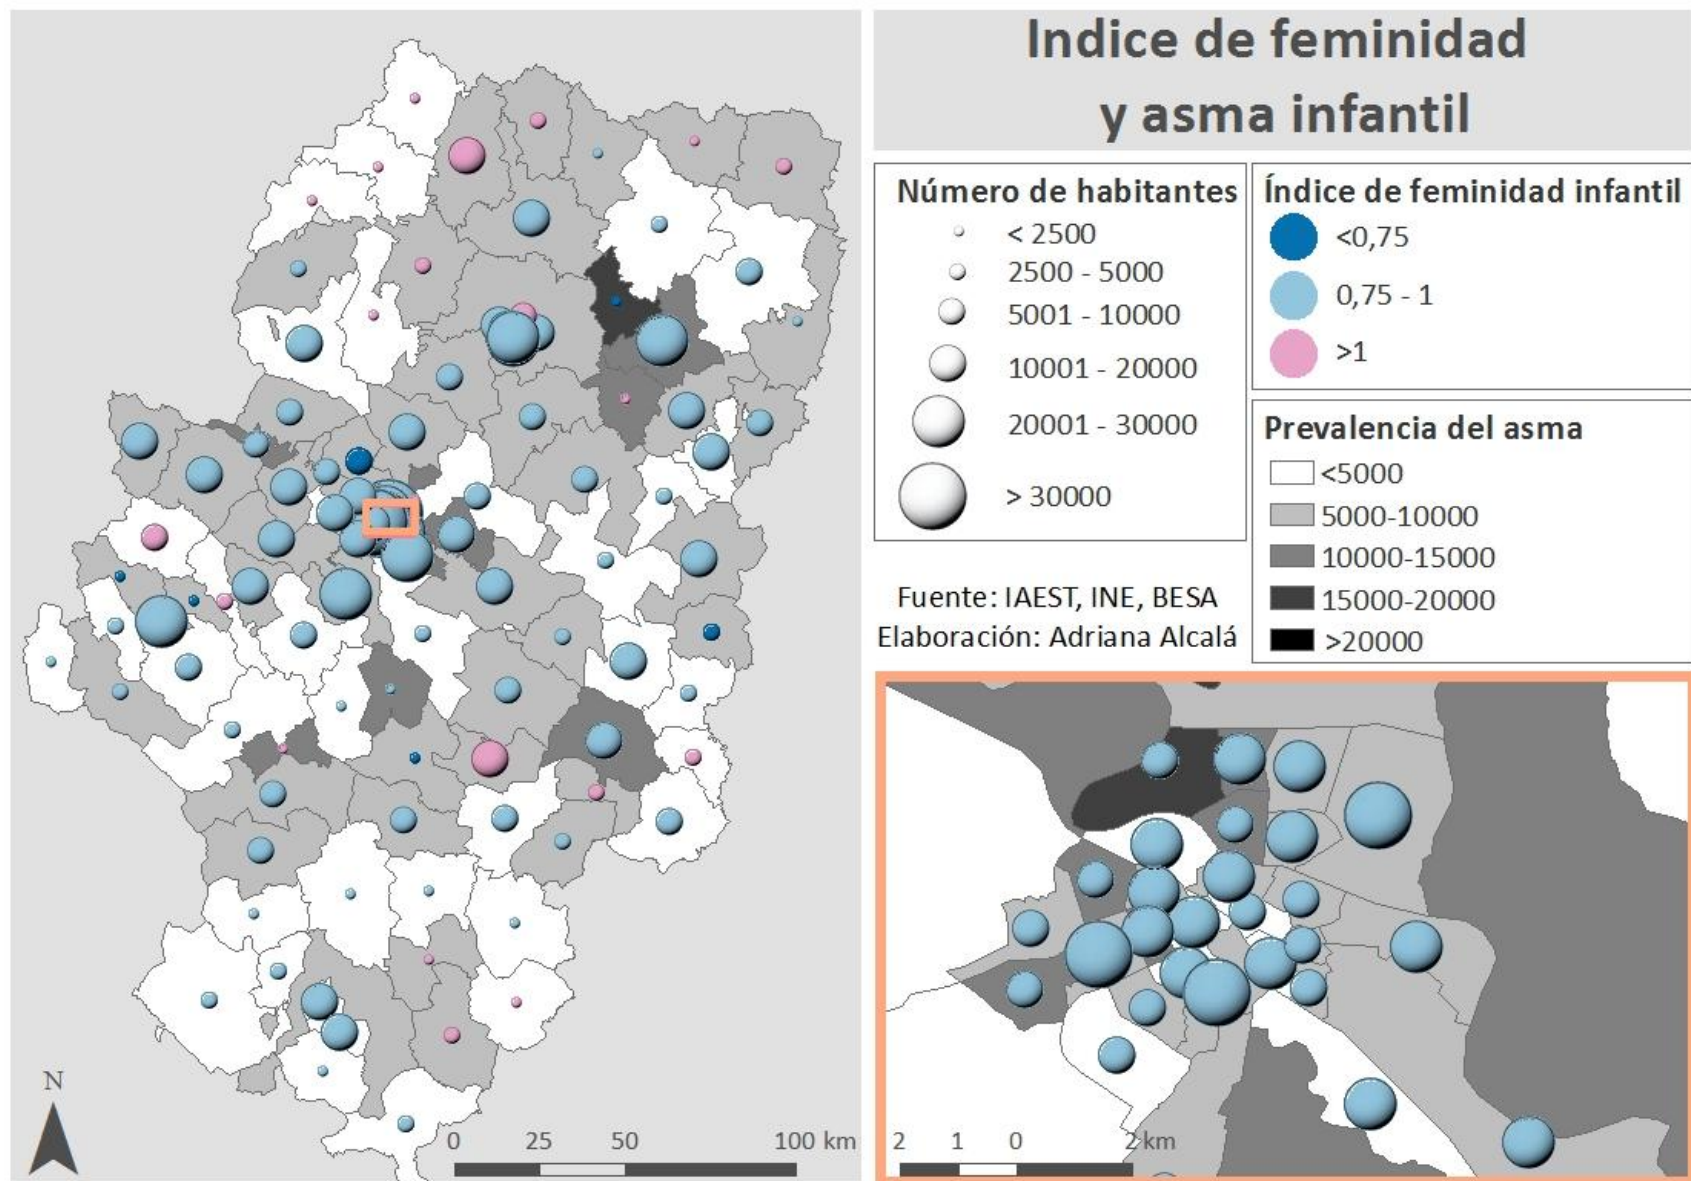 Indice de feminidad
y asma infantil
Número de habitantes
< 2500
2500 - 5000
5001 - 10000
10001 - 20000
20001 - 30000
> 30000
Índice de feminidad infantil
<0,75
0,75 - 1
>1
Prevalencia del asma
<5000
5000-10000
10000-15000
15000-20000
>20000
Fuente: IAEST, INE, BESA
Elaboración: Adriana Alcalá
N
0 25 50 100 km
2 1 0 2 km